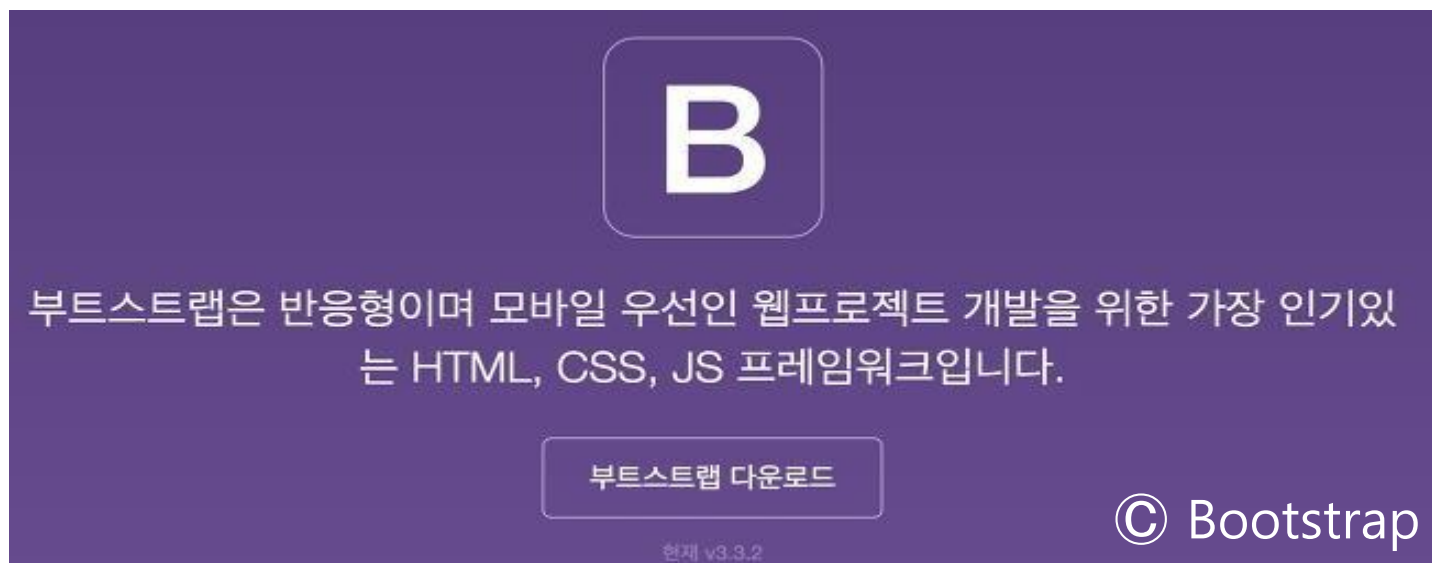 B
부트스트랩은 반응형이며 모바일 우선인 웹프로젝트 개발을 위한 가장 인기있
는 HTML, CSS, JS 프레임워크입니다.
부트스트랩 다운로드
현재 v3.3.2
Ⓒ Bootstrap